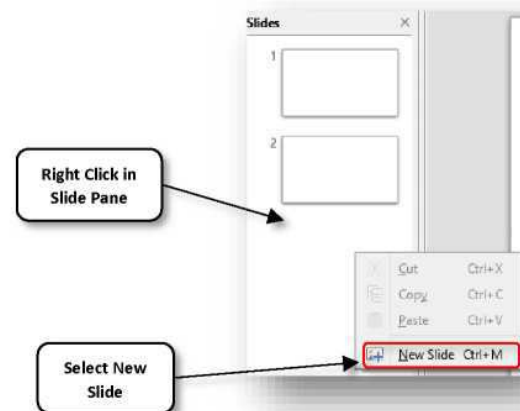 Slides
1
2
Right Click in
Slide Pane
Cut Ctrl+X
Copy Ctrl+C
Paste Ctrl+V
New Slide Ctrl+M
Select New
Slide